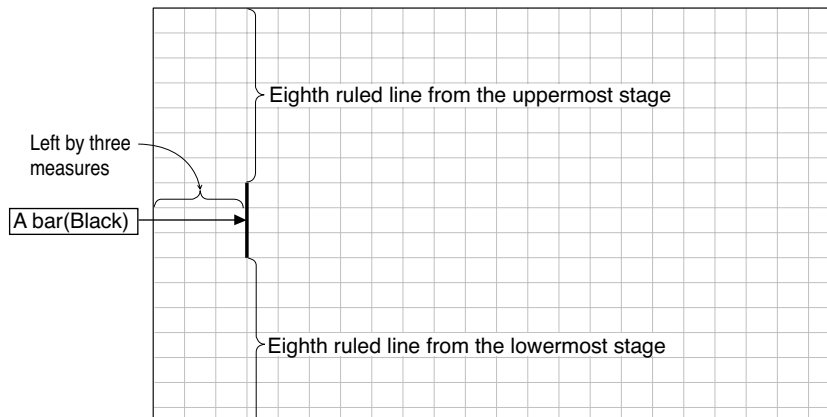 Eighth ruled line from the uppermost stage
Left by three
measures
A bar(Black)
Eighth ruled line from the lowermost stage